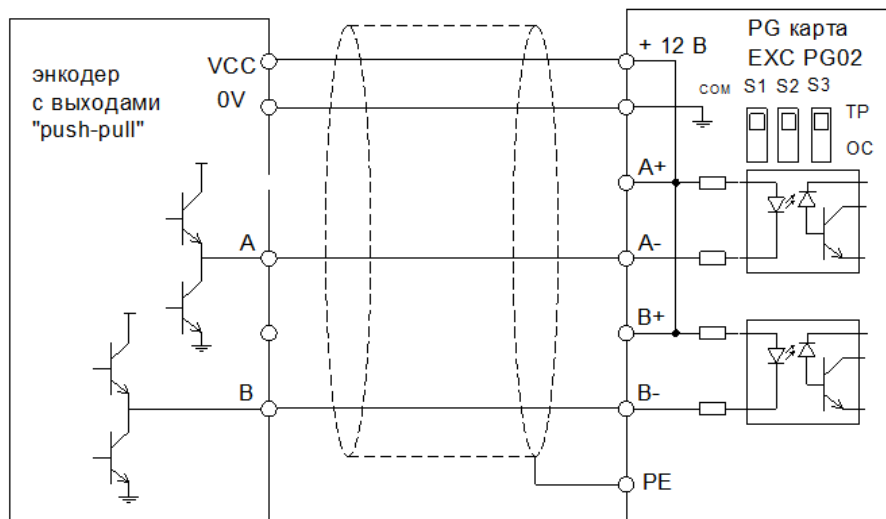 энкодер
с выходами
"push-pull"
VCC
0V
A
B
+ 12 В
PG карта
EXC PG02
COM S1 S2 S3
TP
OC
A+
A-
B+
B-
PE